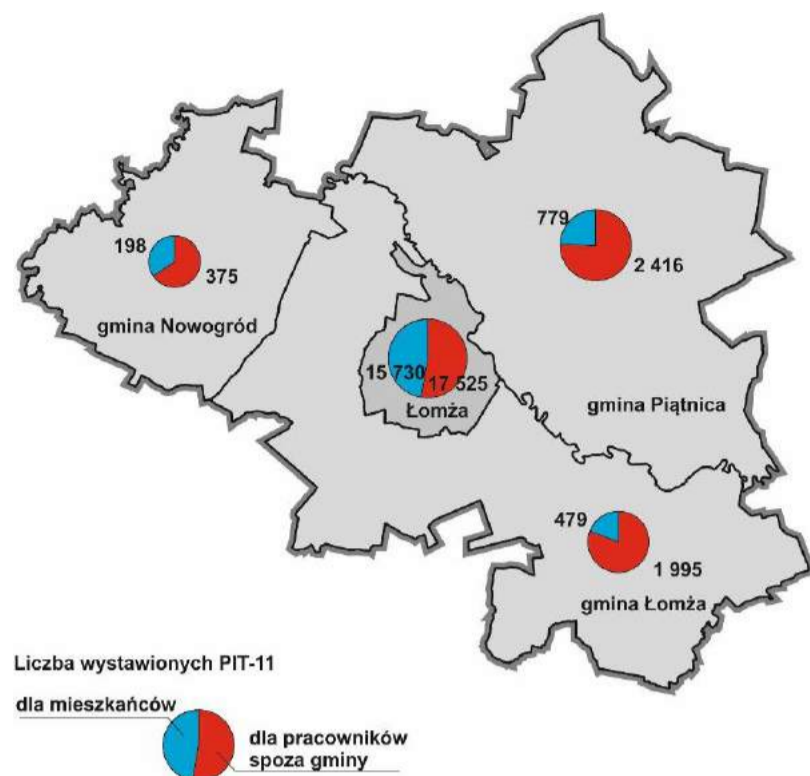 779
2 416
198
375
gmina Nowogród
15 730
17 525
Łomża
gmina Piątnica
479
1 995
gmina Łomża
Liczba wystawionych PIT-11
dla mieszkańców
dla pracowników
spoza gminy